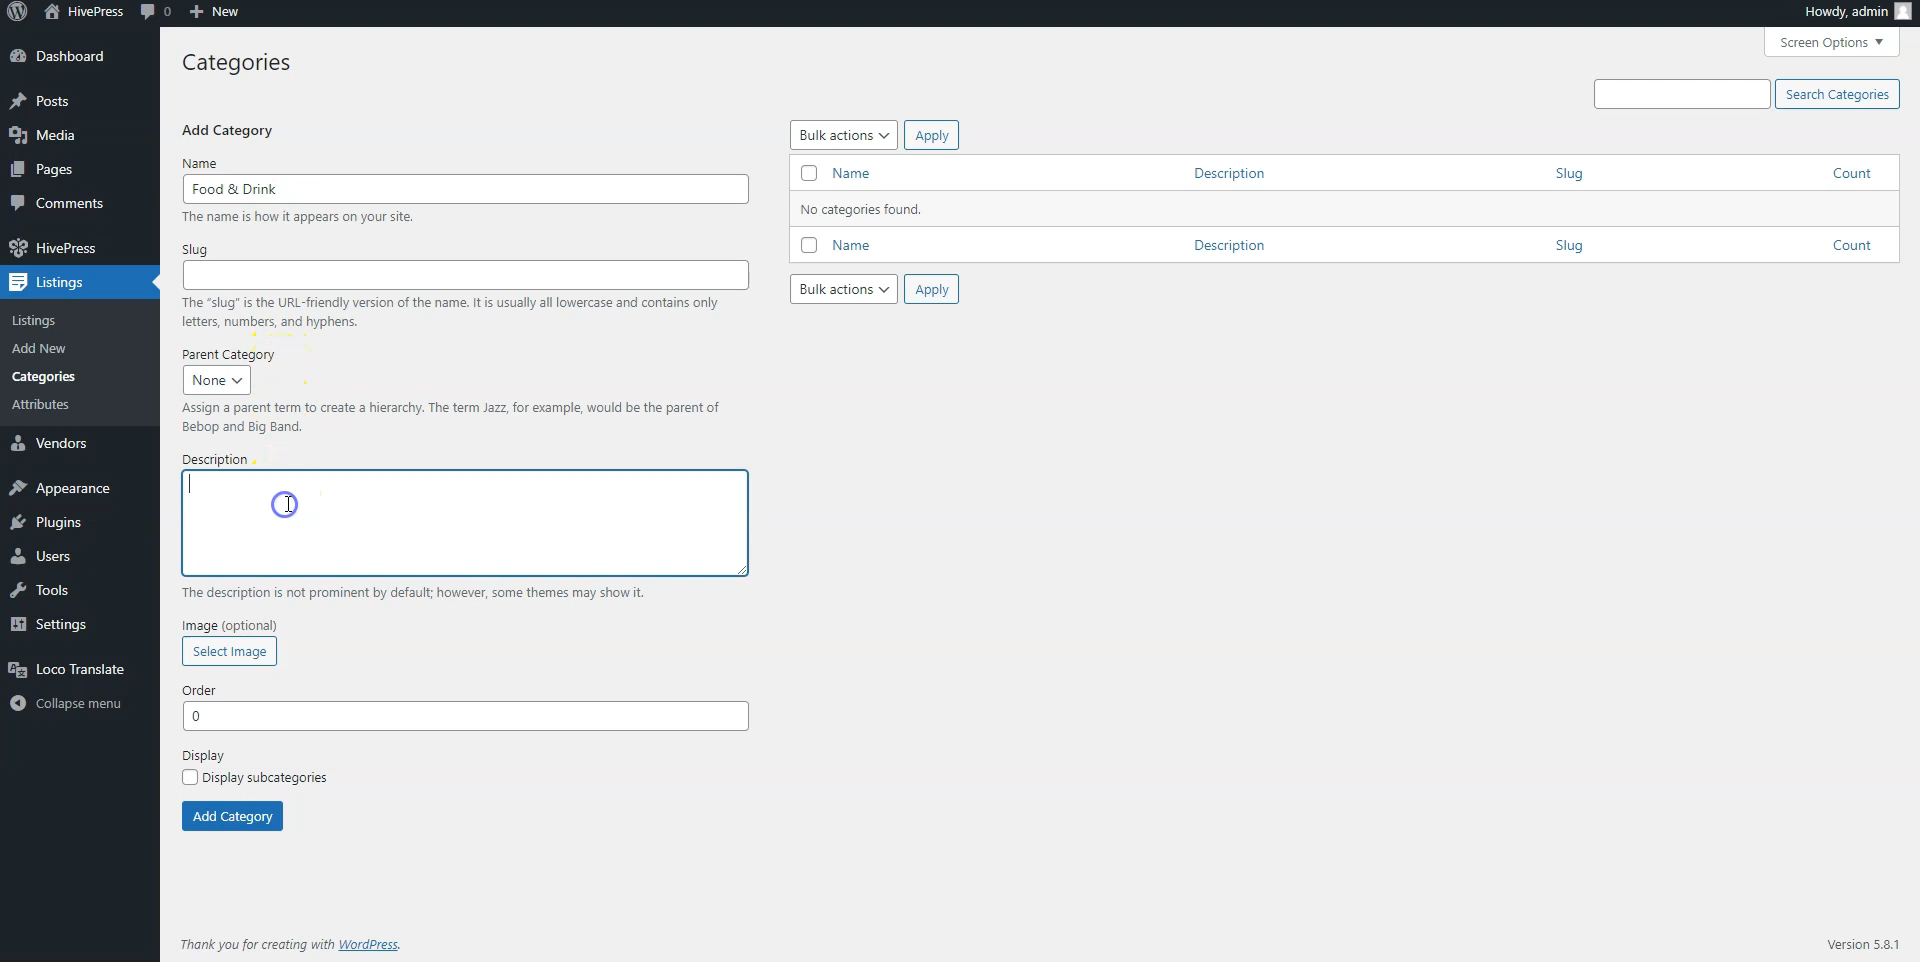 HivePress
0
New
Howdy, admin
Dashboard
Posts
Media
Pages
Comments
HivePress
Listings
Listings
Add New
Categories
Attributes
Vendors
Appearance
Plugins
Users
Tools
Settings
Loco Translate
Collapse menu
Screen Options
Categories
Search Categories
Add Category
Name
Food & Drink
The name is how it appears on your site.
Slug
The “slug” is the URL-friendly version of the name. It is usually all lowercase and contains only
letters, numbers, and hyphens.
Parent Category
None
Assign a parent term to create a hierarchy. The term Jazz, for example, would be the parent of
Bebop and Big Band.
Description
The description is not prominent by default; however, some themes may show it.
Image (optional)
Select Image
Order
0
Display
Display subcategories
Add Category
Bulk actions Apply
Name Description Slug Count
No categories found.
Name Description Slug Count
Bulk actions Apply
Thank you for creating with WordPress.
Version 5.8.1